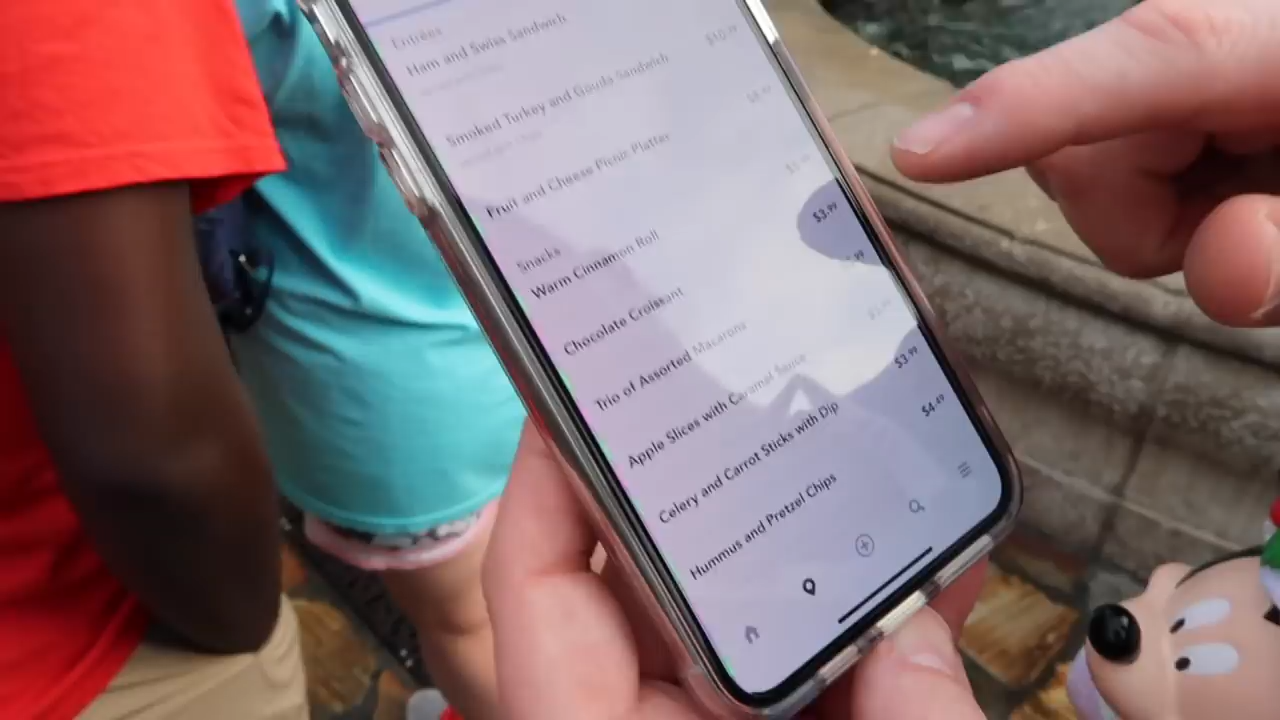 Entrées
Ham and Swiss Sandwich
Smoked Turkey and Gouda Sandwich
Fruit and Cheese Picnic Platter
Snacks
Warm Cinnamon Roll
$3.99
Chocolate Croissant
Trio of Assorted Macarons
Apple Slices with Caramel Sauce
Celery and Carrot Sticks with Dip
$3.99
Hummus and Pretzel Chips
$4.49